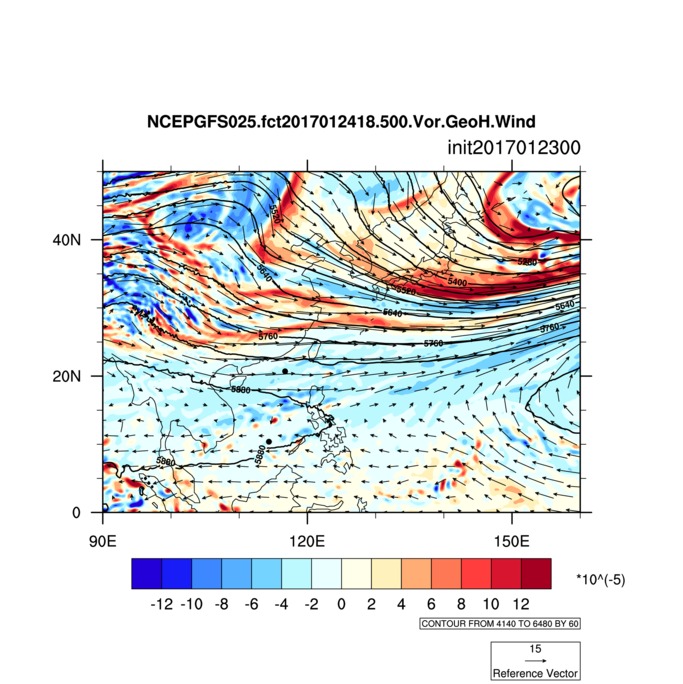 NCEPGFS025.fct2017012418.500.Vor.GeoH.Wind
init2017012300
40N
20N
0
90E 120E 150E
5520
5640
5280
5400
5520
5640
5640
5760
5760
5760
5880
5880
5880
-12 -10 -8 -6 -4 -2 0 2 4 6 8 10 12
*10^(-5)
CONTOUR FROM 4140 TO 6480 BY 60
15
Reference Vector